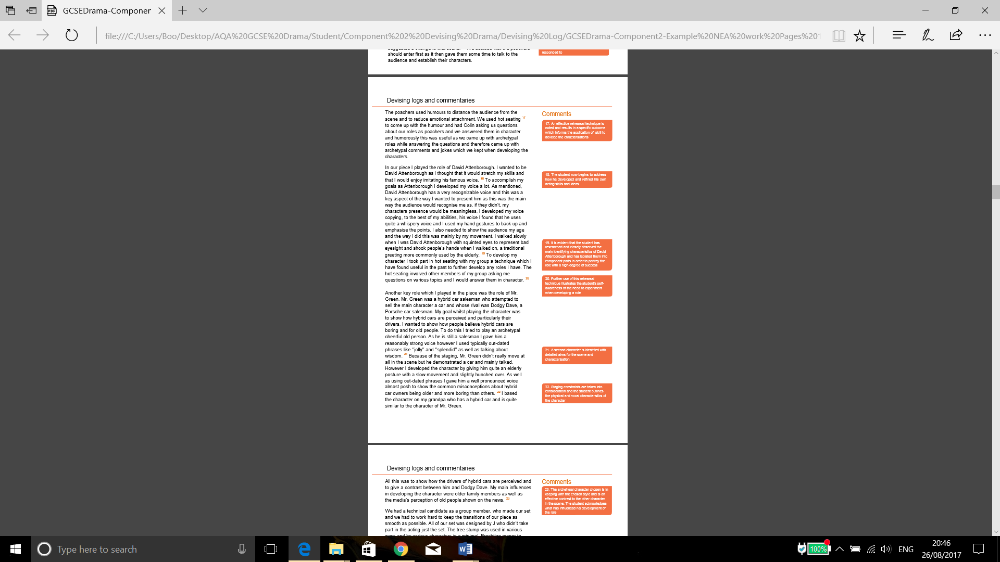 GCSEDrama-Componer
file:///C:/Users/Boo/Desktop/AQA%20GCSE%20Drama/Student/Component%202%20Devising%20Drama/Devising%20Log/GCSEDrama-Component2-Example%20NEA%20work%20Pages%201
should enter first as it then gave them some time to talk to the
audience and establish their characters.
responded to
Devising logs and commentaries
The poachers used humours to distance the audience from the
scene and to reduce emotional attachment. We used hot seating 17
to come up with the humour and had Colin asking us questions
about our roles as poachers and we answered them in character
and humorously this was useful as we came up with archetypal
roles while answering the questions and therefore came up with
archetypal comments and jokes which we kept when developing the
characters.
In our piece I played the role of David Attenborough. I wanted to be
David Attenborough as I thought that it would stretch my skills and
that I would enjoy imitating his famous voice. 18 To accomplish my
goals as Attenborough I developed my voice a lot. As mentioned,
David Attenborough has a very recognizable voice and this was a
key aspect of the way I wanted to present him as this was the main
way the audience would recognise me as, if they didn't, my
characters presence would be meaningless. I developed my voice
copying, to the best of my abilities, his voice I found that he uses
quite a whispery voice and I used my hand gestures to back up and
emphasise the points. I also needed to show the audience my age
and the way I did this was mainly by my movement. I walked slowly
when I was David Attenborough with squinted eyes to represent bad
eyesight and shook people's hands when I walked on, a traditional
greeting more commonly used by the elderly. 19 To develop my
character I took part in hot seating with my group a technique which I
have found useful in the past to further develop any roles I have. The
hot seating involved other members of my group asking me
questions on various topics and I would answer them in character. 20
Another key role which I played in the piece was the role of Mr.
Green. Mr. Green was a hybrid car salesman who attempted to
sell the main character a car and whose rival was Dodgy Dave, a
Porsche car salesman. My goal whilst playing the character was
to show how hybrid cars are perceived and particularly their
drivers. I wanted to show how people believe hybrid cars are
boring and for old people. To do this I tried to play an archetypal
cheerful old person. As he is still a salesman I gave him a
reasonably strong voice however I used typically out-dated
phrases like "jolly" and "splendid" as well as talking about
wisdom. 21 Because of the staging, Mr. Green didn't really move at
all in the scene but he demonstrated a car and mainly talked.
However I developed the character by giving him quite an elderly
posture with a slow movement and slightly hunched over. As well
as using out-dated phrases I gave him a well pronounced voice
almost posh to show the common misconceptions about hybrid
car owners being older and more boring than others. 22 I based
the character on my grandpa who has a hybrid car and is quite
similar to the character of Mr. Green.
Comments
17. An effective rehearsal technique is
noted and results in a specific outcome
which informs the application of skill to
develop the chracterisations
18. The student now begins to address
how he developed and refined his own
acting skills and ideas
19. It is evident that the student has
researched and closely observed the
main identifying characteristics of David
Attenborough and has isolated them into
component parts in order to portray the
role with a high degree of success
20. Further use of this rehearsal
technique illustrates the student's self-
awareness of the need to experiment
when developing a role
21. A second character is identified with
detailed aims for the scene and
characterisation
22. Staging constraints are taken into
consideration and the student outlines
the physical and vocal characteristics of
the character
Devising logs and commentaries
All this was to show how the drivers of hybrid cars are perceived and
to give a contrast between him and Dodgy Dave. My main influences
in developing the character were older family members as well as
the media's perception of old people shown on the news. 23
We had a technical candidate as a group member, who made our set
and we had to work hard to keep the transitions of our piece as
smooth as possible. All of our set was designed by J who didn't take
part in the acting just the set. The tree stump was used in various
ways and by various characters in a minimal, Brechtian maner to
Comments
23. The archetypal character chosen is in
keeping with the chosen style and is an
effective contrast to the other character
in the scene. The student acknowledges
what has influenced his development of
the role
Type here to search
100%
ENG
20:46
26/08/2017